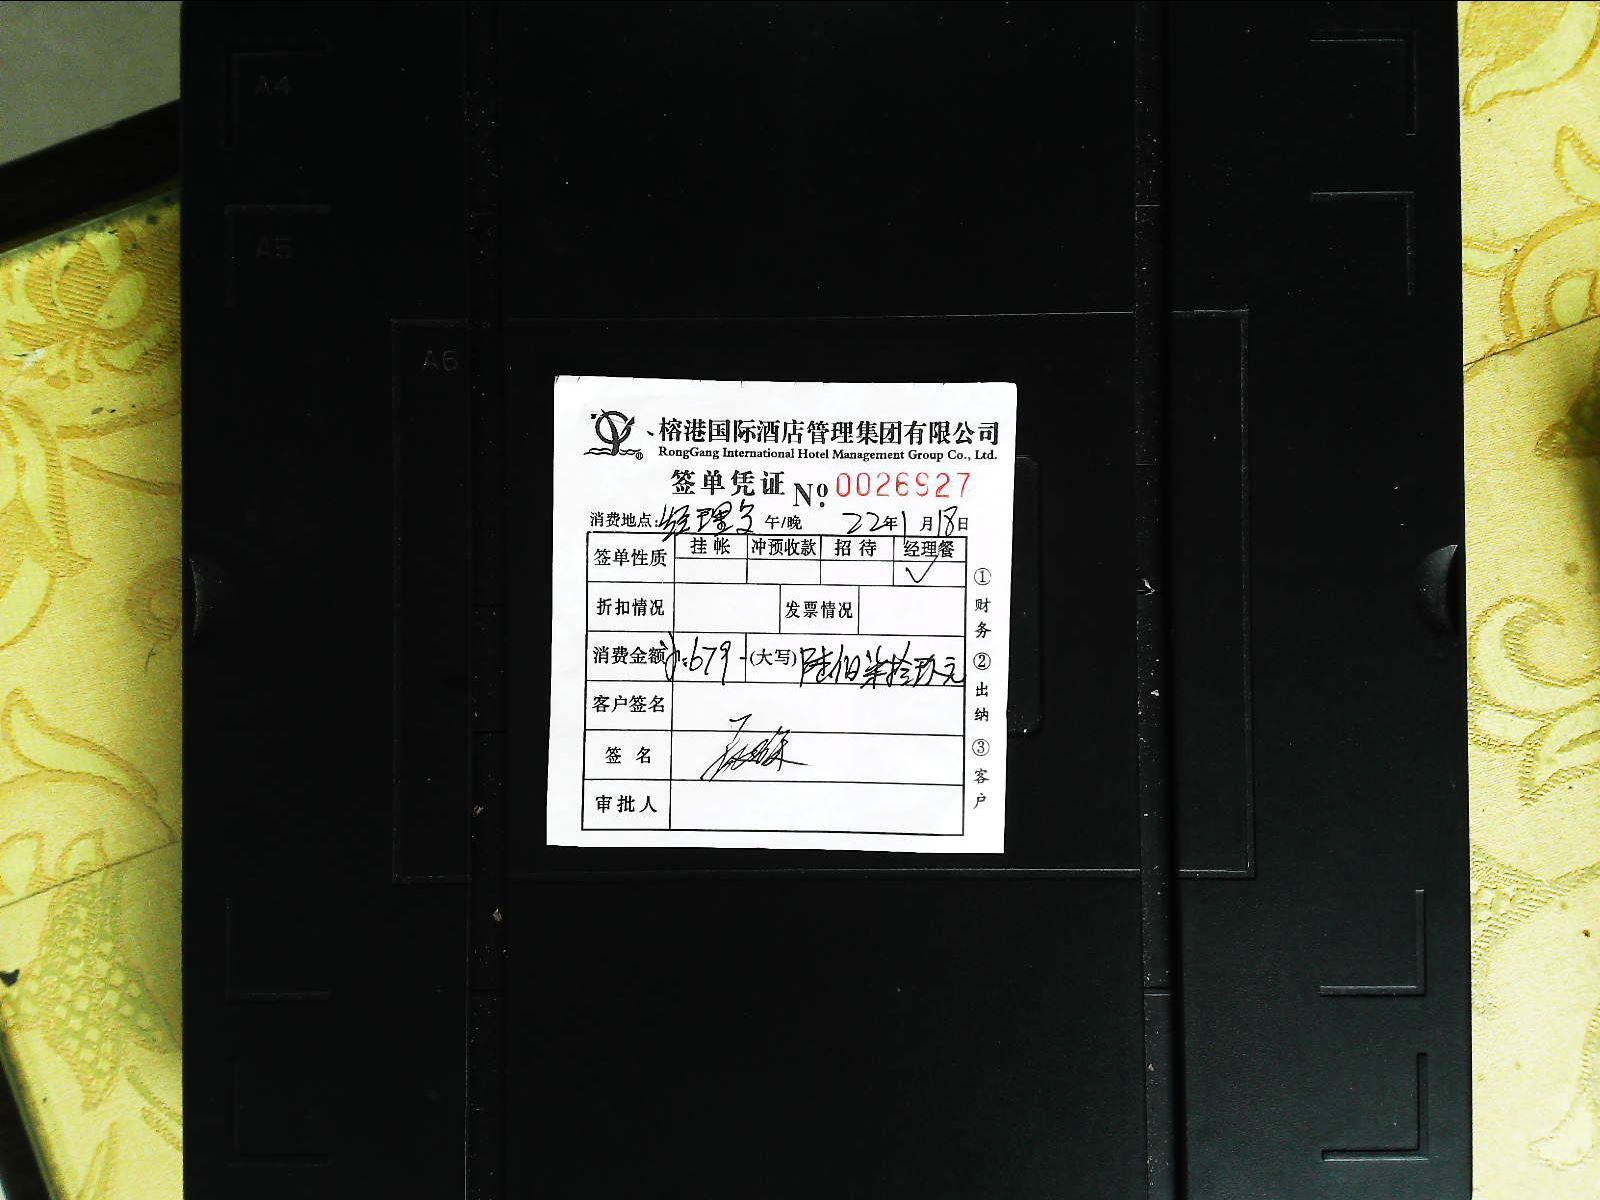 A4
A5
A6
榕港国际酒店管理集团有限公司
RongGang International Hotel Management Group Co., Ltd.
签单凭证 No. 0026927
消费地点: 经理 午/晚 22年1月18日
签单性质 挂帐 冲预收款 招待 经理餐
✓
折扣情况 发票情况
消费金额 ¥:679- (大写) 陆佰柒拾玖元
客户签名
签名
审批人
①财务 ②出纳 ③客户